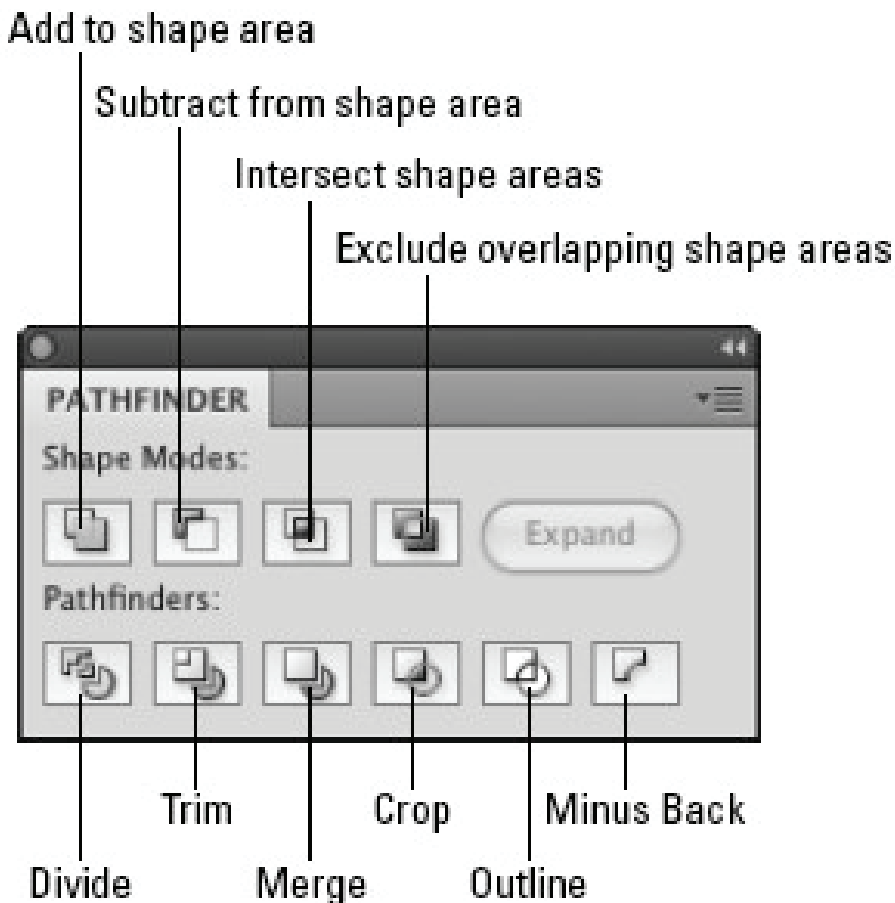 Add to shape area
Subtract from shape area
Intersect shape areas
Exclude overlapping shape areas
PATHFINDER
Shape Modes:
Expand
Pathfinders:
Trim
Crop
Minus Back
Divide
Merge
Outline